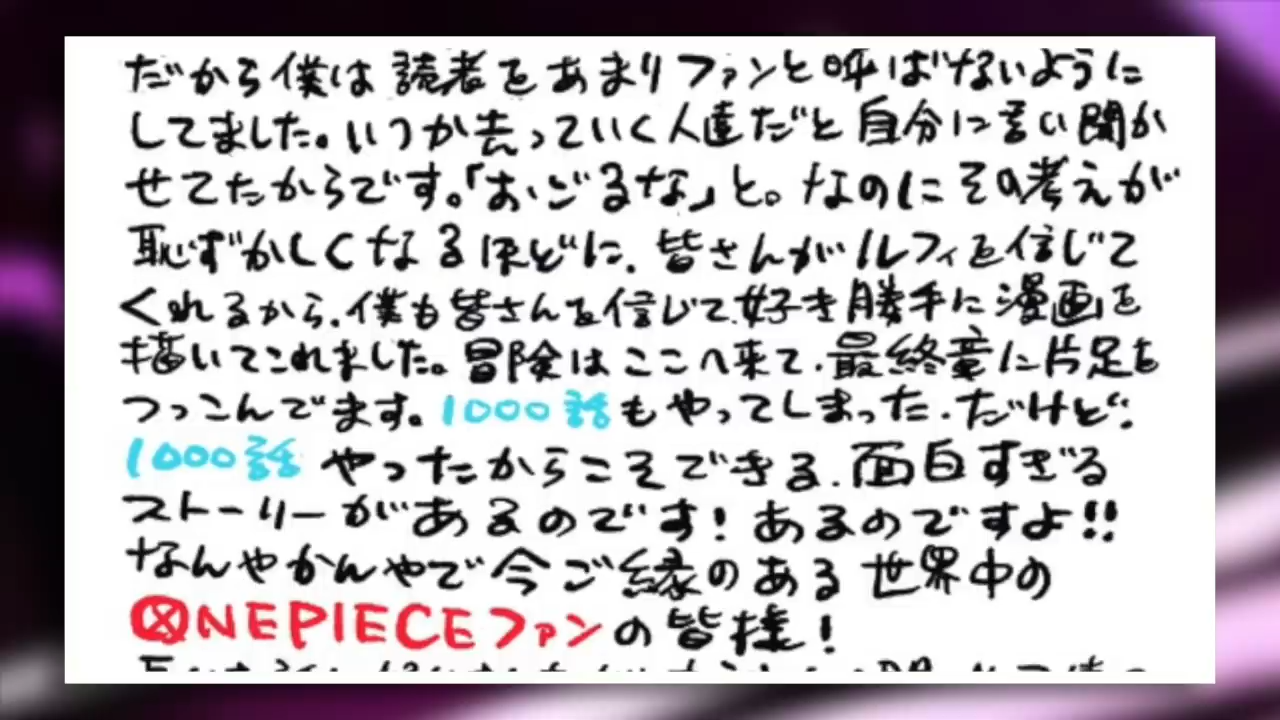 だから僕は読者をあまりファンと呼ばないように
してました。いつか去っていく人達だと自分に言い聞か
せてたからです。「おごるな」と。なのにその考えが
恥ずかしくなるほどに、皆さんがルフィを信じて
くれるから、僕も皆さんを信じて、好き勝手に漫画を
描いてこれました。冒険はここへ来て、最終章に片足を
つっこんでます。1000話もやってしまった、だけど、
1000話やったからこそできる、面白すぎる
ストーリーがあるのです!あるのですよ!!
なんやかんやで今ご縁のある世界中の
ONEPIECEファンの皆様!